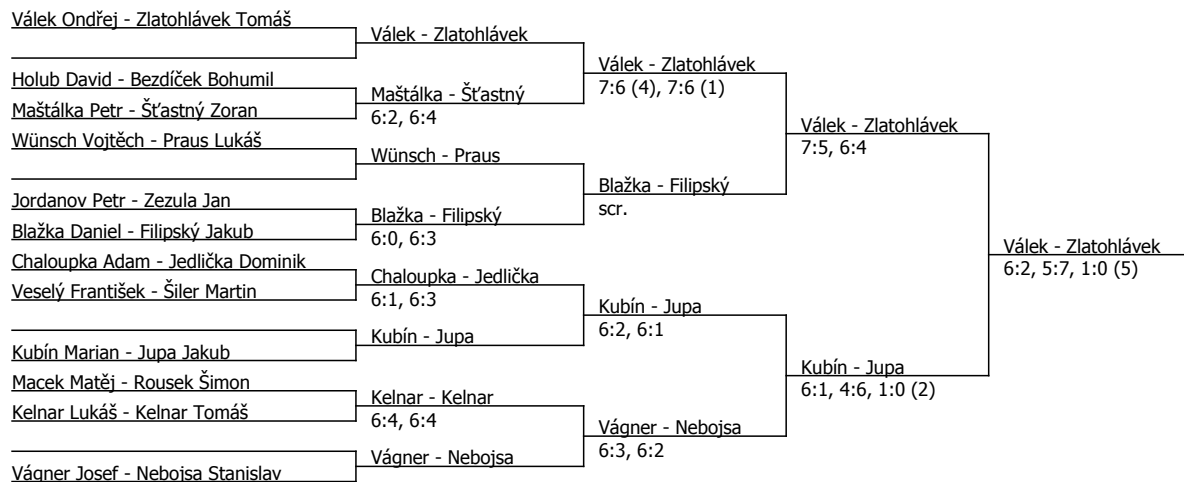 Válek Ondřej - Zlatohlávek Tomáš
Holub David - Bezdíček Bohumil
Maštálka Petr - Šťastný Zoran
Wünsch Vojtěch - Praus Lukáš
Jordanov Petr - Zezula Jan
Blažka Daniel - Filipský Jakub
Chaloupka Adam - Jedlička Dominik
Veselý František - Šiler Martin
Kubín Marian - Jupa Jakub
Macek Matěj - Rousek Šimon
Kelnar Lukáš - Kelnar Tomáš
Vágner Josef - Nebojsa Stanislav
Válek - Zlatohlávek
Maštálka - Šťastný
6:2, 6:4
Wünsch - Praus
Blažka - Filipský
6:0, 6:3
Chaloupka - Jedlička
6:1, 6:3
Kubín - Jupa
Kelnar - Kelnar
6:4, 6:4
Vágner - Nebojsa
Válek - Zlatohlávek
7:6 (4), 7:6 (1)
Blažka - Filipský
scr.
Kubín - Jupa
6:2, 6:1
Vágner - Nebojsa
6:3, 6:2
Válek - Zlatohlávek
7:5, 6:4
Kubín - Jupa
6:1, 4:6, 1:0 (2)
Válek - Zlatohlávek
6:2, 5:7, 1:0 (5)